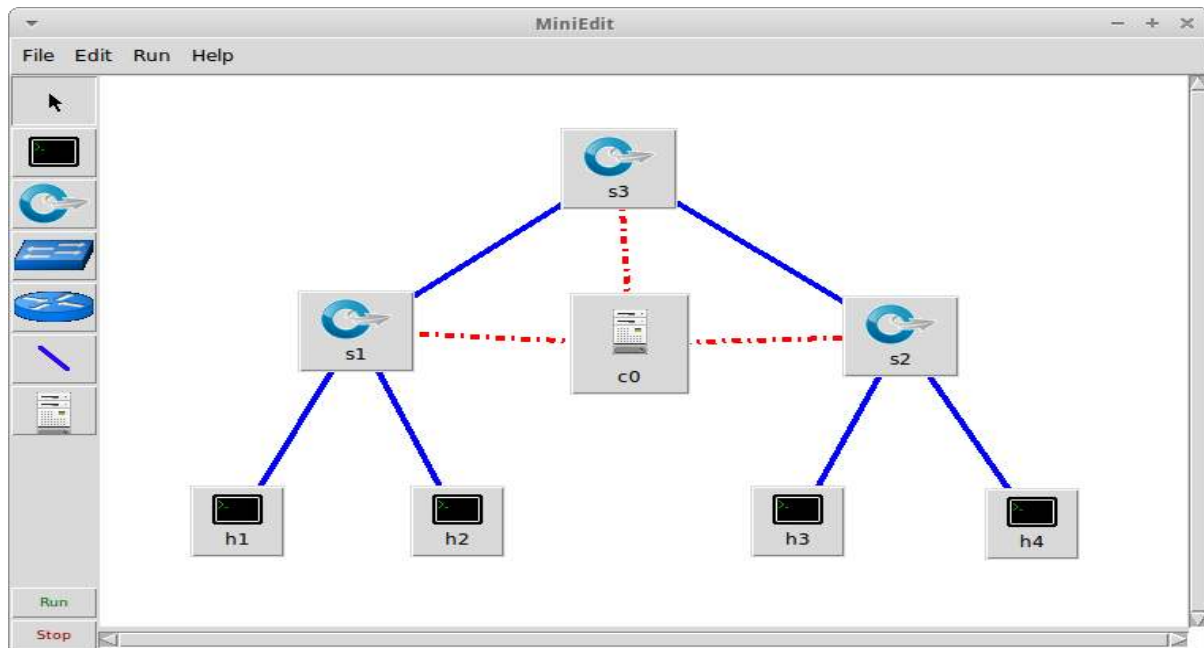 MiniEdit
File Edit Run Help
s3
s1
c0
s2
h1
h2
h3
h4
Run
Stop